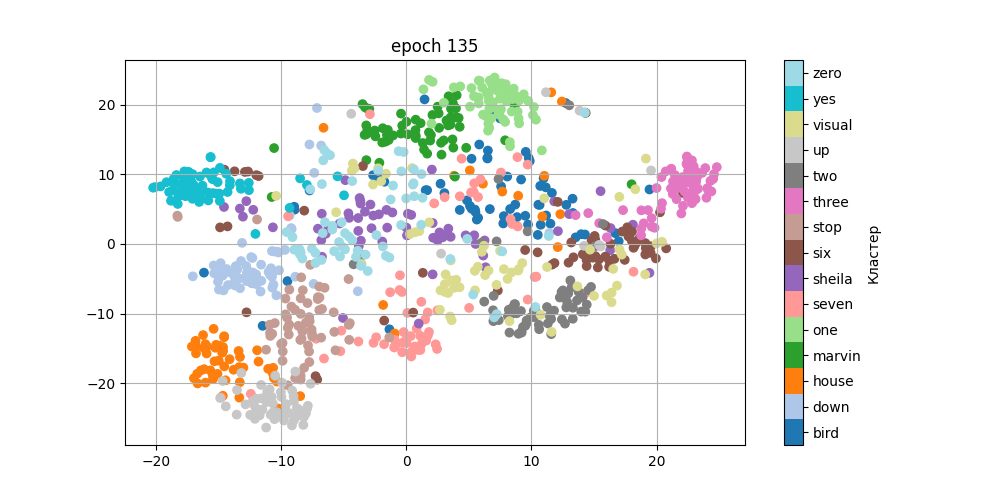 epoch 135
20
10
0
−10
−20
−20
−10
0
10
20
zero
yes
visual
up
two
three
stop
six
sheila
seven
one
marvin
house
down
bird
Кластер